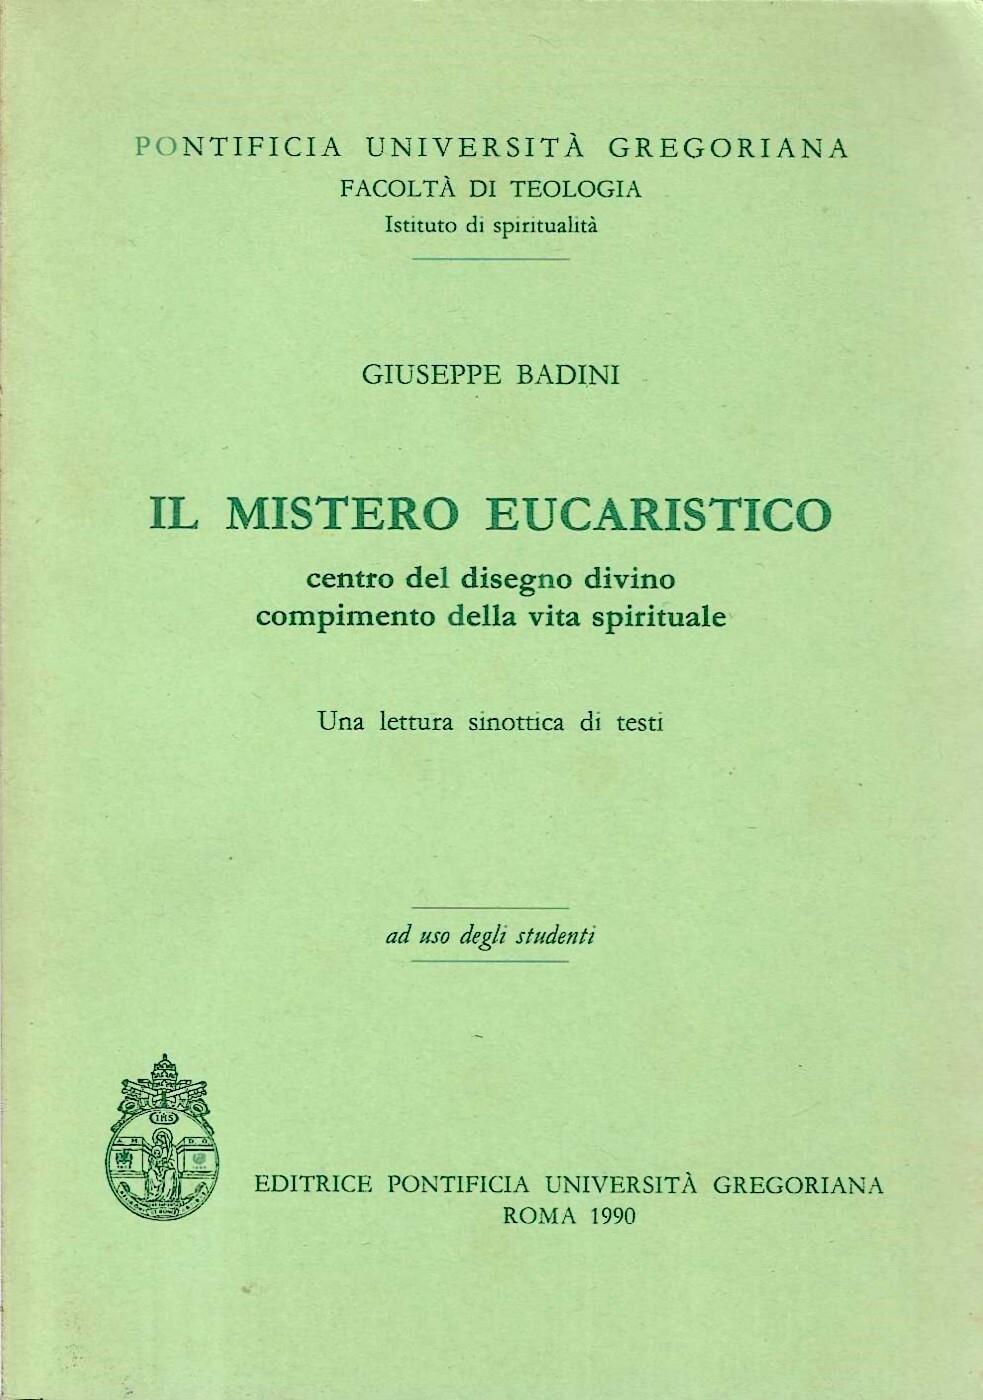 PONTIFICIA UNIVERSITÀ GREGORIANA
FACOLTÀ DI TEOLOGIA
Istituto di spiritualità
GIUSEPPE BADINI
IL MISTERO EUCARISTICO
centro del disegno divino
compimento della vita spirituale
Una lettura sinottica di testi
ad uso degli studenti
IHS
EDITRICE PONTIFICIA UNIVERSITÀ GREGORIANA
ROMA 1990